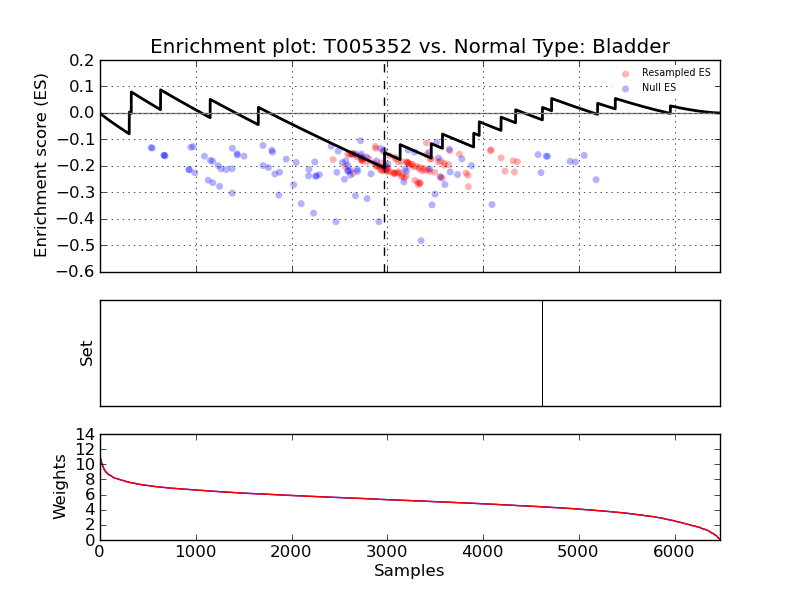 Enrichment plot: T005352 vs. Normal Type: Bladder
Enrichment score (ES)
0.2
0.1
0.0
−0.1
−0.2
−0.3
−0.4
−0.5
−0.6
Resampled ES
Null ES
Set
Weights
14
12
10
8
6
4
2
0
0 1000 2000 3000 4000 5000 6000
Samples